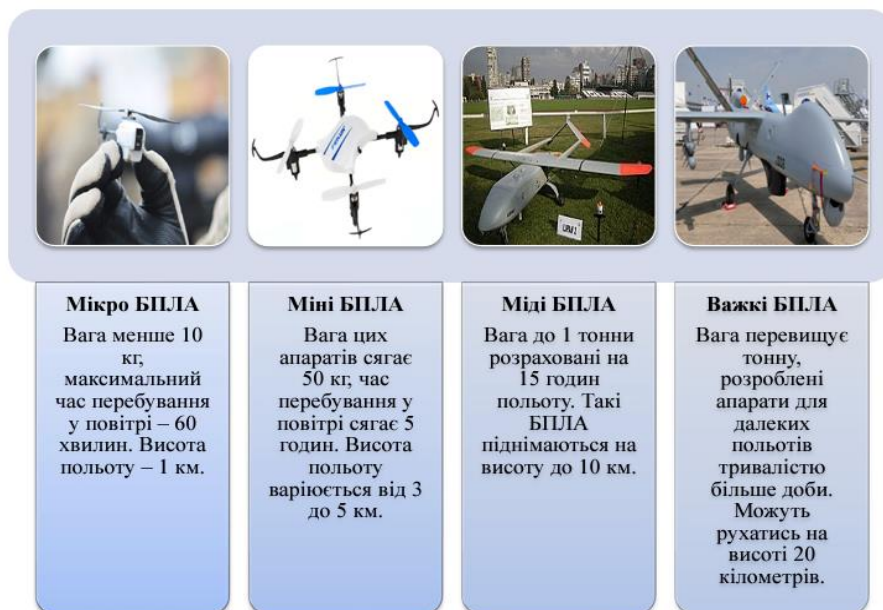 Мікро БПЛА
Вага менше 10
кг,
максимальний
час перебування
у повітрі – 60
хвилин. Висота
польоту – 1 км.
Міні БПЛА
Вага цих
апаратів сягає
50 кг, час
перебування у
повітрі сягає 5
годин. Висота
польоту
варіюється від 3
до 5 км.
Міді БПЛА
Вага до 1 тонни
розраховані на
15 годин
польоту. Такі
БПЛА
піднімаються на
висоту до 10 км.
Важкі БПЛА
Вага перевищує
тонну,
розроблені
апарати для
далеких
польотів
тривалістю
більше доби.
Можуть
рухатись на
висоті 20
кілометрів.